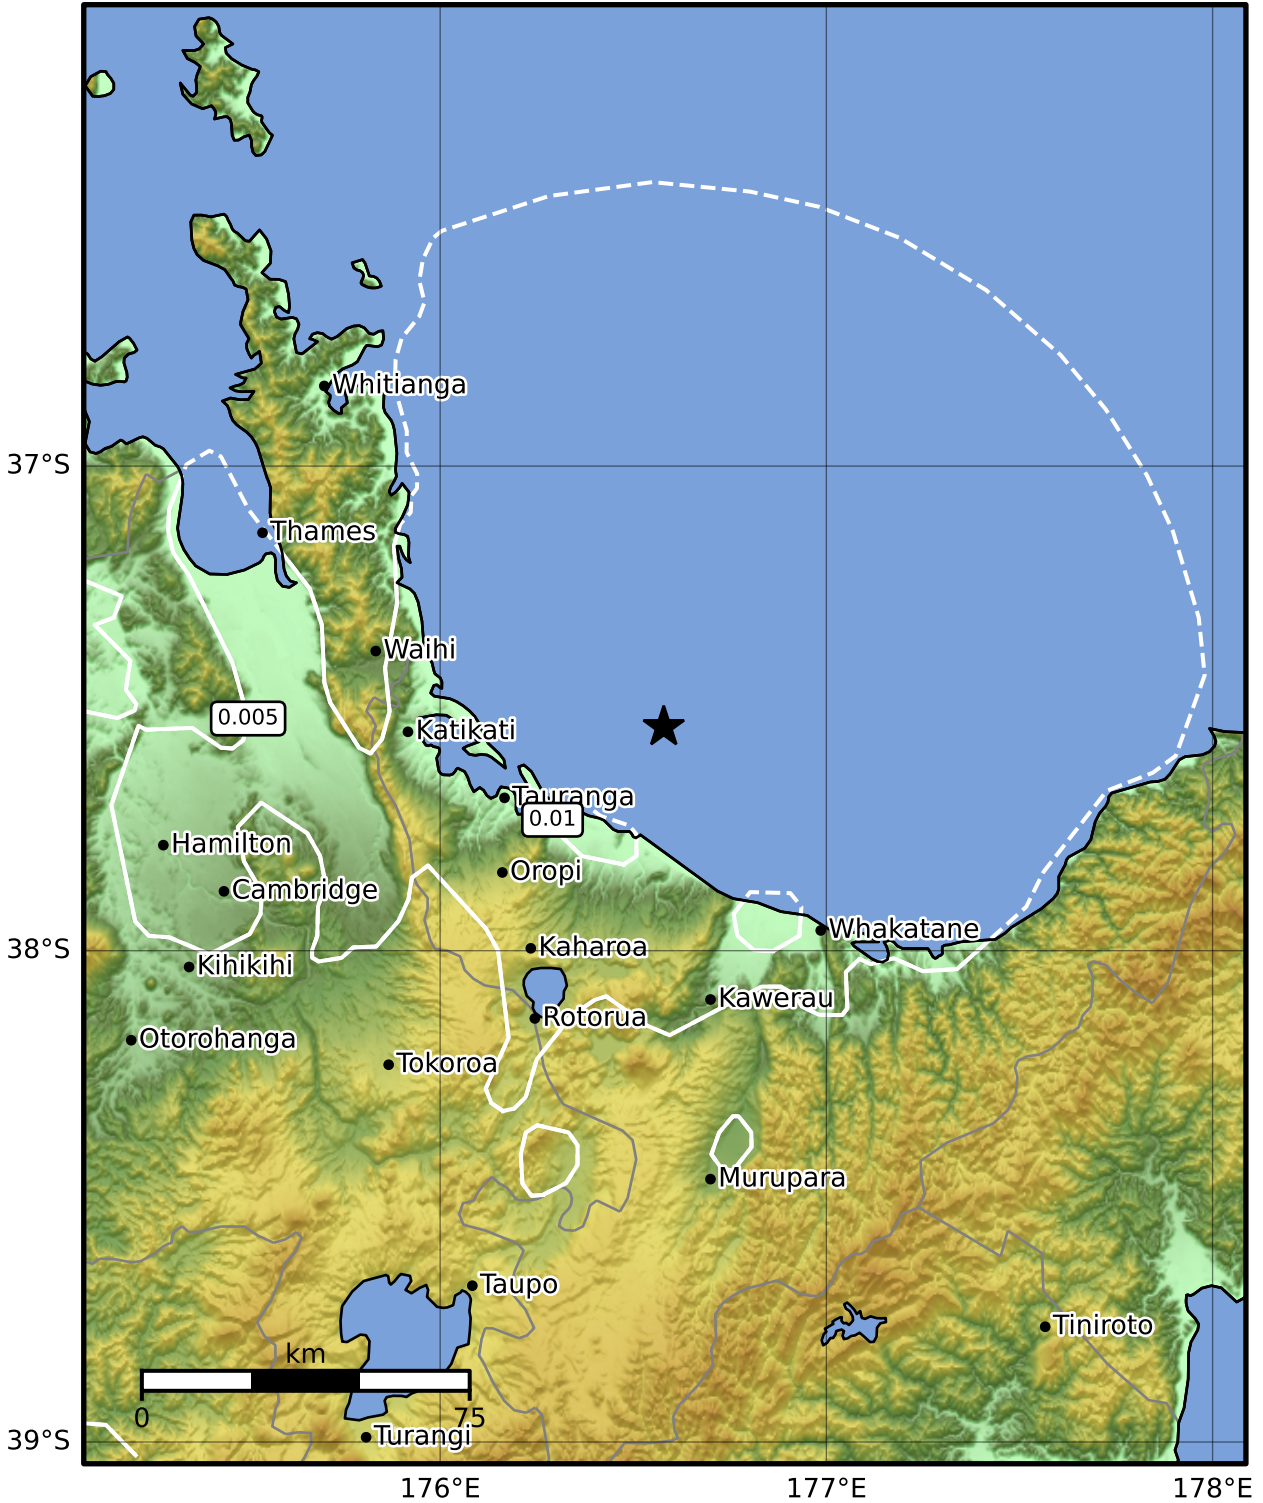 Whitianga
37°S
Thames
Waihi
0.005
Katikati
Tauranga
0.01
Hamilton
Oropi
Cambridge
Whakatane
Kaharoa
38°S
Kihikihi
Kawerau
Rotorua
Otorohanga
Tokoroa
Murupara
Taupo
Tiniroto
km
0 75
Turangi
39°S
176°E 177°E 178°E